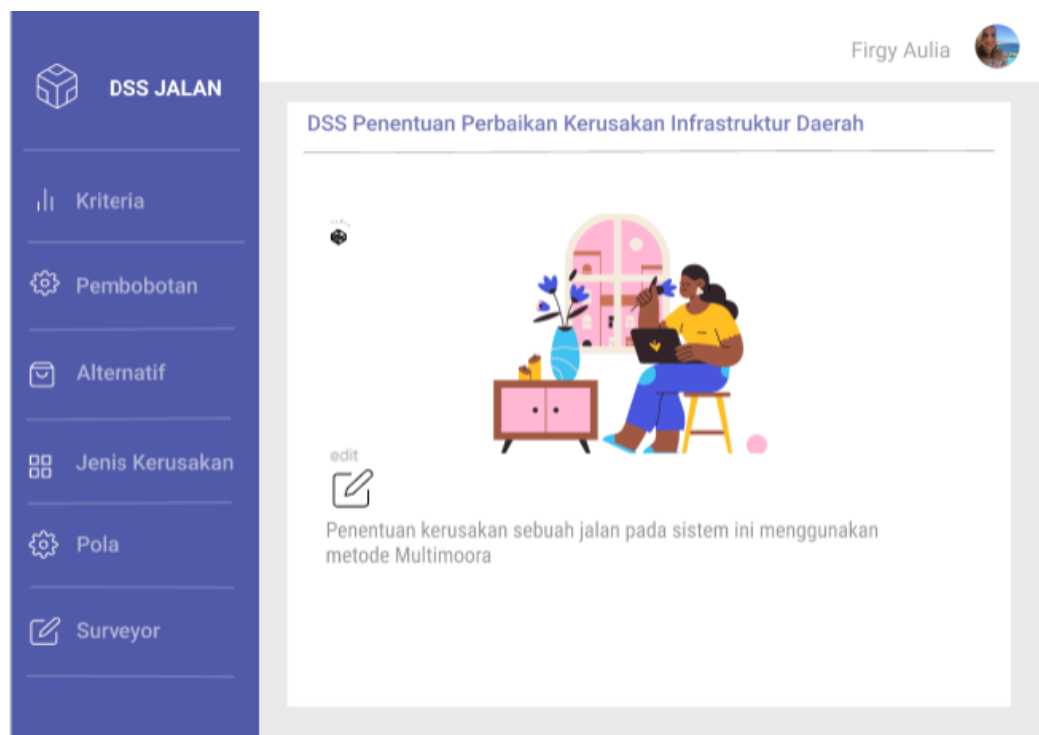 Firgy Aulia
DSS JALAN
Kriteria
Pembobotan
Alternatif
Jenis Kerusakan
Pola
Surveyor
DSS Penentuan Perbaikan Kerusakan Infrastruktur Daerah
edit
Penentuan kerusakan sebuah jalan pada sistem ini menggunakan
metode Multimoora